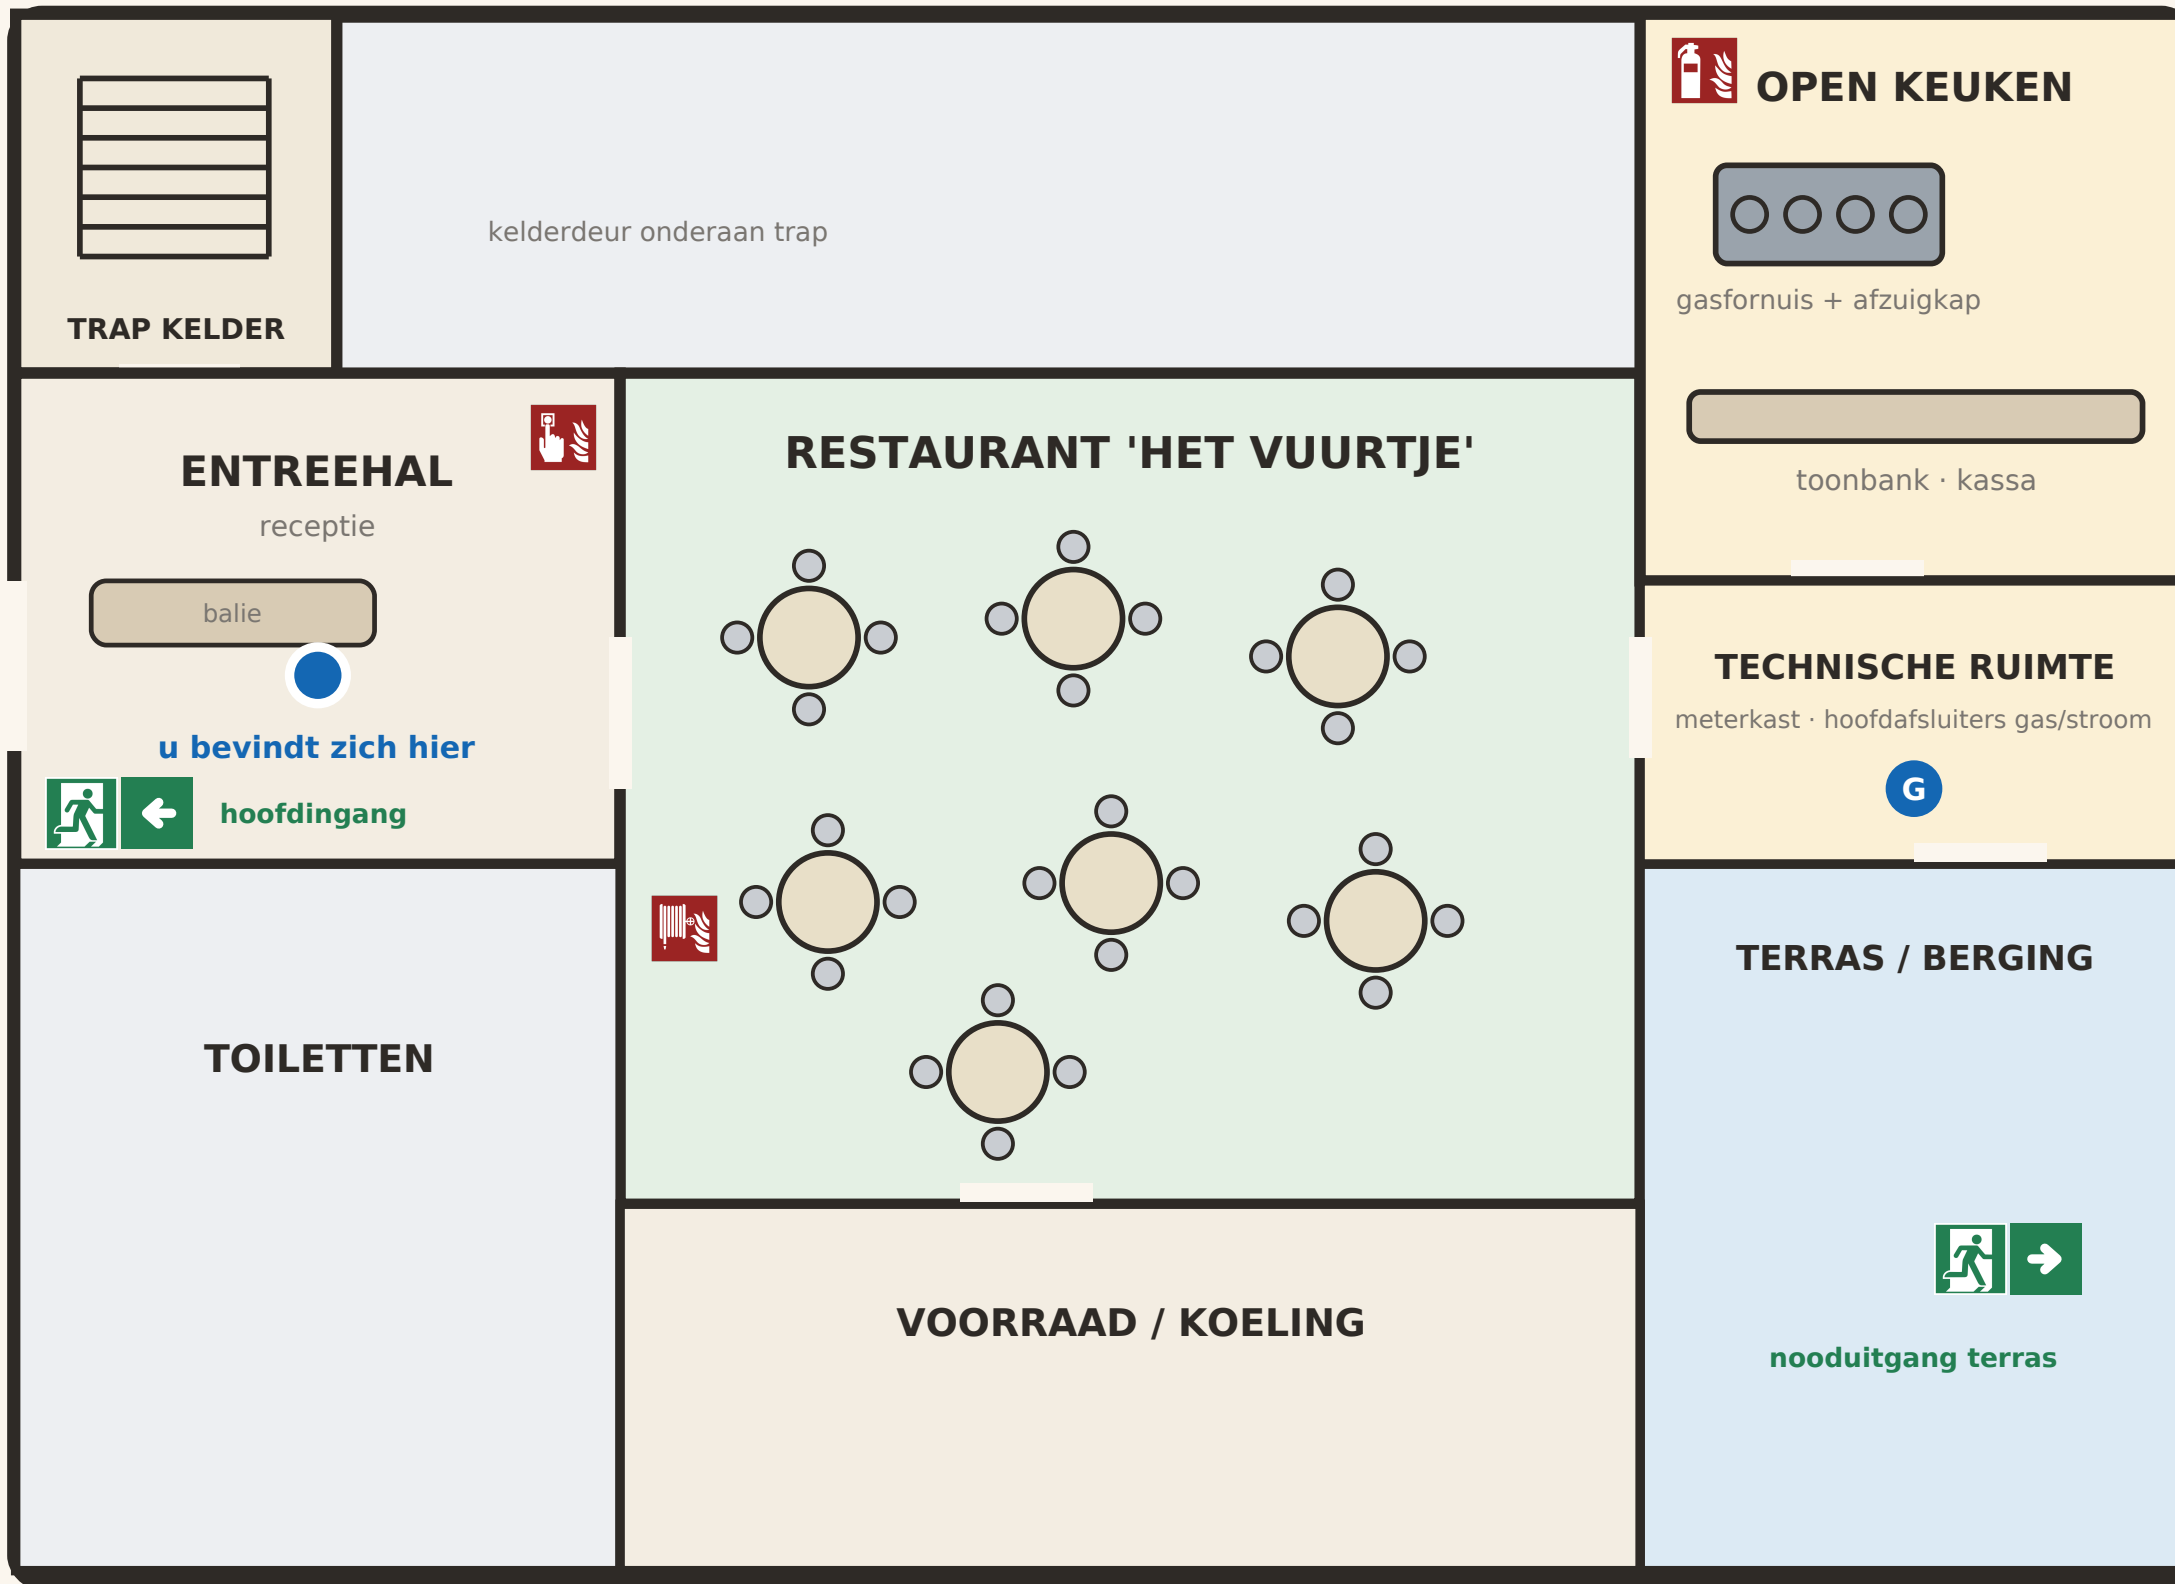 OPEN KEUKEN
kelderdeur onderaan trap
gasfornuis + afzuigkap
TRAP KELDER
ENTREEHAL
receptie
RESTAURANT 'HET VUURTJE'
toonbank · kassa
balie
u bevindt zich hier
hoofdingang
TECHNISCHE RUIMTE
meterkast · hoofdafsluiters gas/stroom
G
TERRAS / BERGING
TOILETTEN
VOORRAAD / KOELING
nooduitgang terras